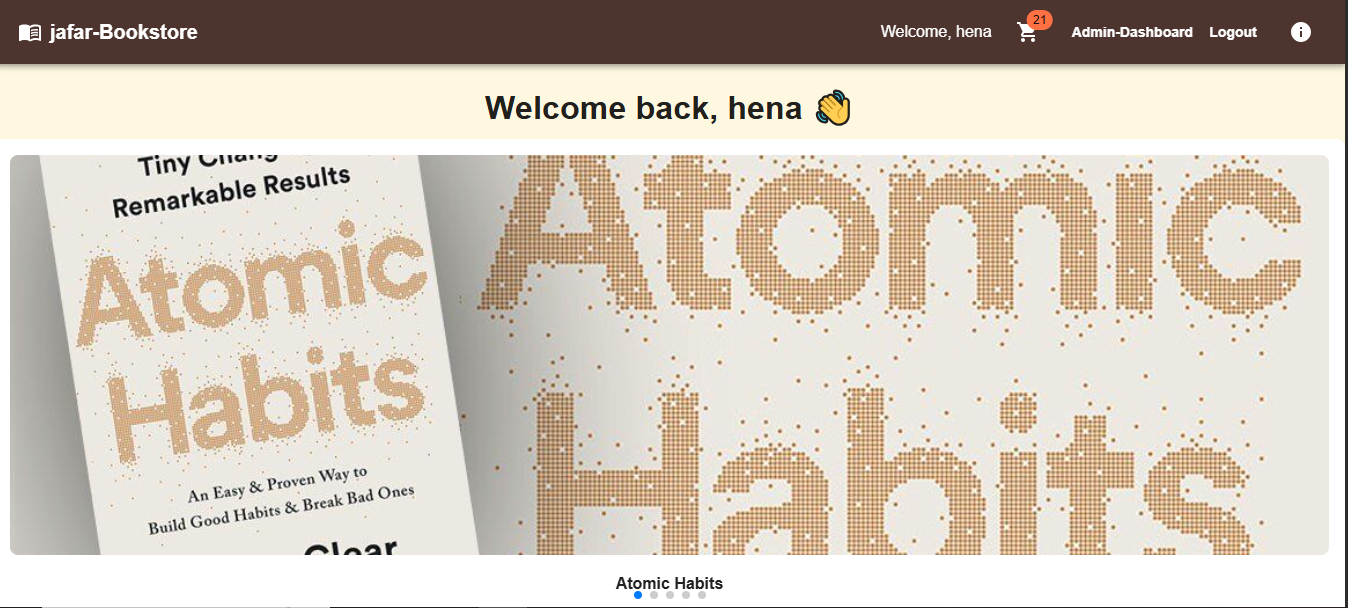 jafar-Bookstore
Welcome, hena
21
Admin-Dashboard
Logout
Welcome back, hena 👋
Tiny Chang
Remarkable Results
Atomic
Habits
An Easy & Proven Way to
Build Good Habits & Break Bad Ones
Clear
Atomic
Habits
Atomic Habits